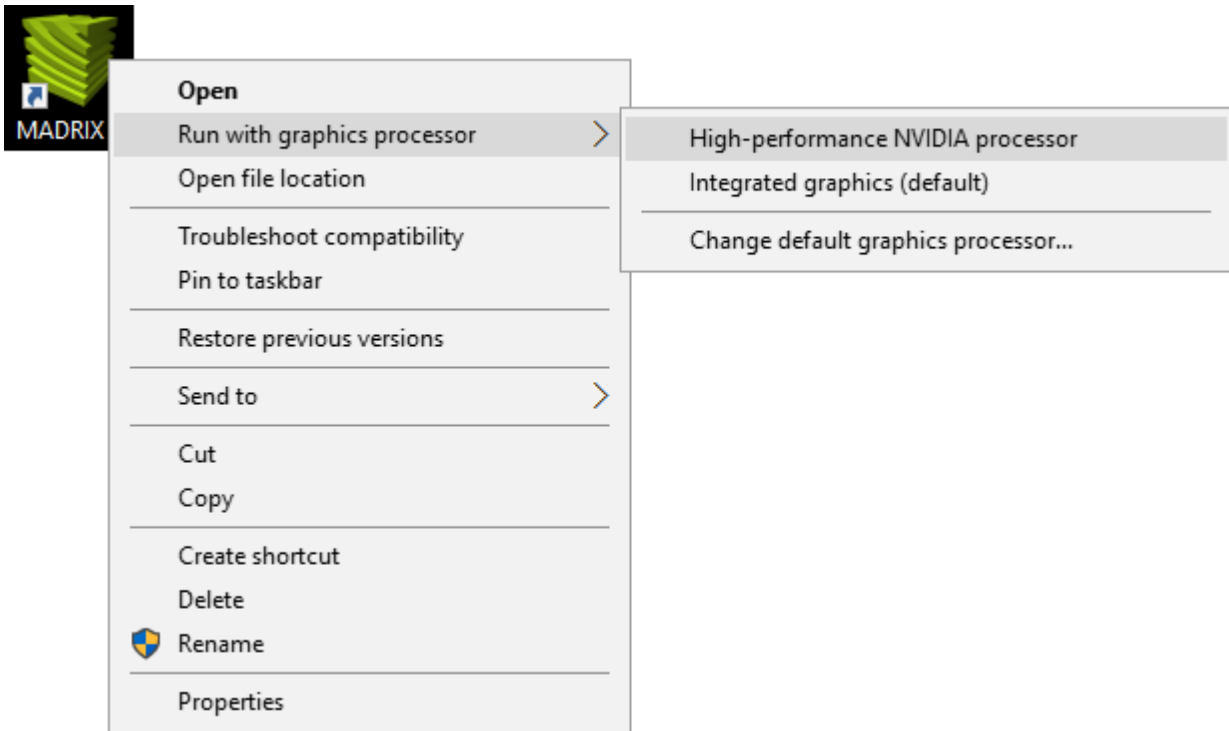 MADRIX
Open
Run with graphics processor
Open file location
Troubleshoot compatibility
Pin to taskbar
Restore previous versions
Send to
Cut
Copy
Create shortcut
Delete
Rename
Properties
High-performance NVIDIA processor
Integrated graphics (default)
Change default graphics processor...